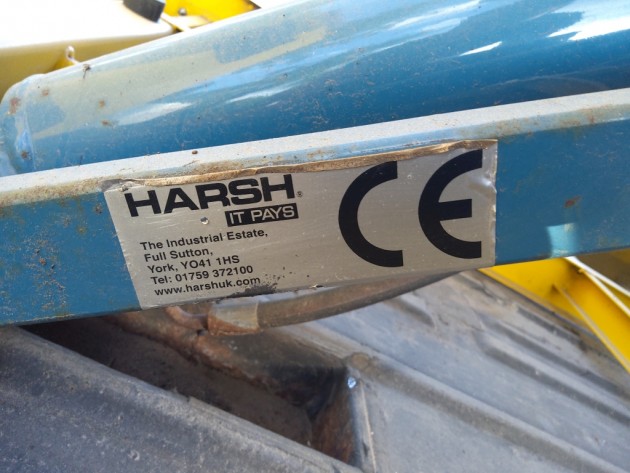 HARSH®
IT PAYS
The Industrial Estate,
Full Sutton,
York, YO41 1HS
Tel: 01759 372100
www.harshuk.com
CE